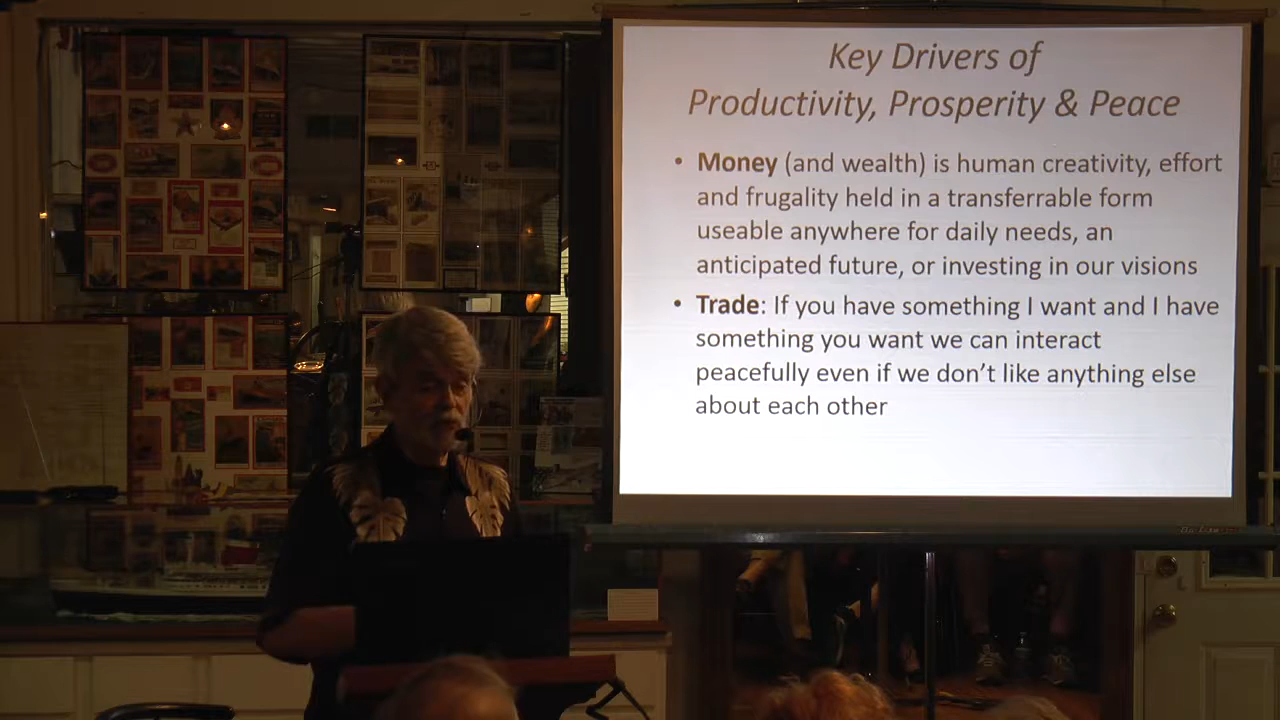 Key Drivers of
Productivity, Prosperity & Peace
• Money (and wealth) is human creativity, effort
and frugality held in a transferrable form
useable anywhere for daily needs, an
anticipated future, or investing in our visions
• Trade: If you have something I want and I have
something you want we can interact
peacefully even if we don't like anything else
about each other